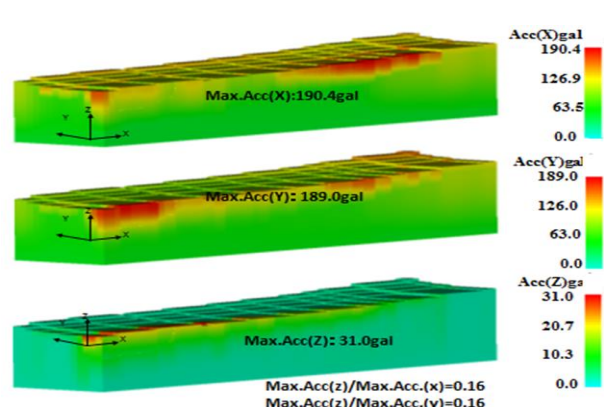 Acc(X)gal
190.4
126.9
63.5
0.0
Max.Acc(X):190.4gal
Z
Y
X
Acc(Y)gal
189.0
126.0
63.0
0.0
Max.Acc(Y): 189.0gal
Z
Y
X
Acc(Z)ga
31.0
20.7
10.3
0.0
Max.Acc(Z): 31.0gal
Z
Y
X
Max.Acc(z)/Max.Acc.(x)=0.16
Max.Acc(z)/Max.Acc.(y)=0.16